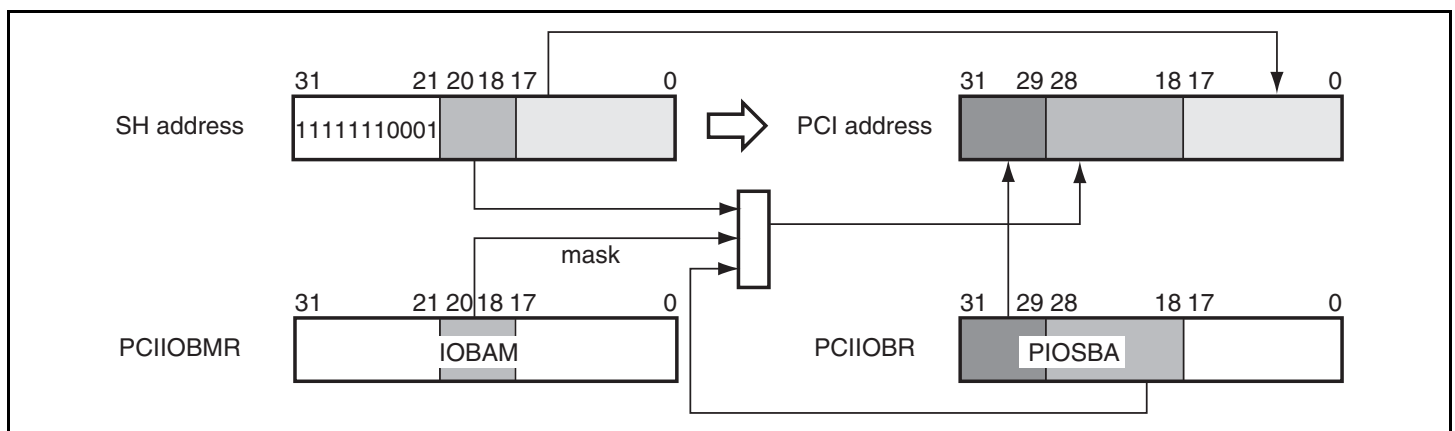 31 21 20 18 17 0
SH address 11111110001
31 29 28 18 17 0
PCI address
mask
31 21 20 18 17 0
PCIIOBMR IOBAM
31 29 28 18 17 0
PCIIOBR PIOSBA